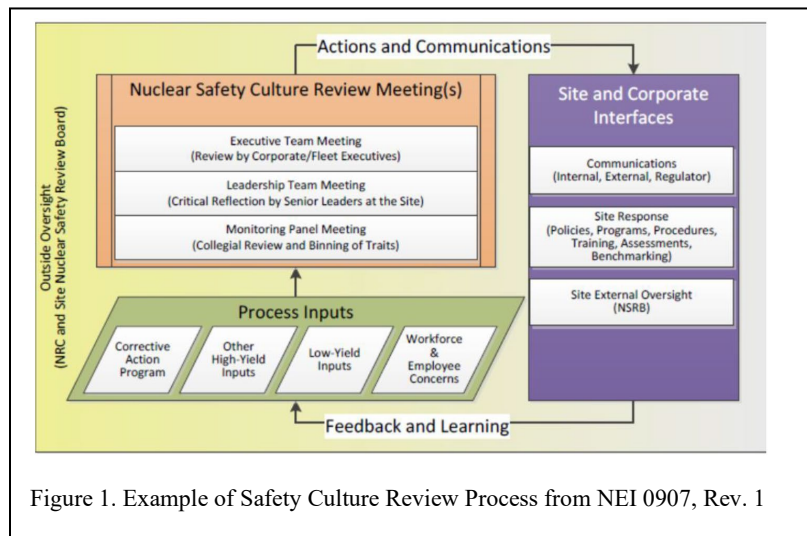 Actions and Communications
Nuclear Safety Culture Review Meeting(s)
Executive Team Meeting
(Review by Corporate/Fleet Executives)
Leadership Team Meeting
(Critical Reflection by Senior Leaders at the Site)
Monitoring Panel Meeting
(Collegial Review and Binning of Traits)
Site and Corporate
Interfaces
Communications
(Internal, External, Regulator)
Site Response
(Policies, Programs, Procedures,
Training, Assessments,
Benchmarking)
Site External Oversight
(NSRB)
Outside Oversight
(NRC and Site Nuclear Safety Review Board)
Process Inputs
Corrective
Action
Program
Other
High-Yield
Inputs
Low-Yield
Inputs
Workforce
&
Employee
Concerns
Feedback and Learning
Figure 1. Example of Safety Culture Review Process from NEI 0907, Rev. 1